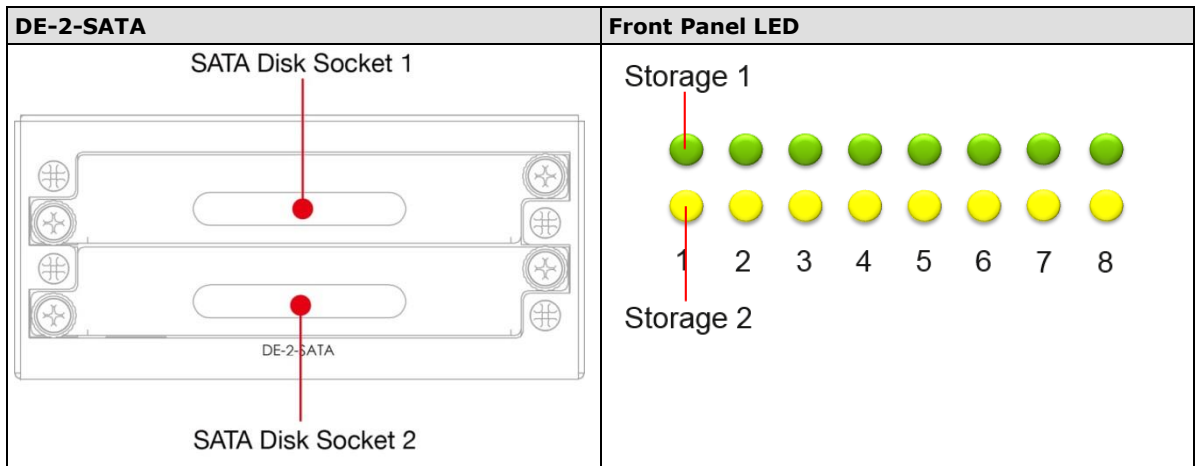 DE-2-SATA
Front Panel LED
SATA Disk Socket 1
DE-2-SATA
SATA Disk Socket 2
Storage 1
1 2 3 4 5 6 7 8
Storage 2